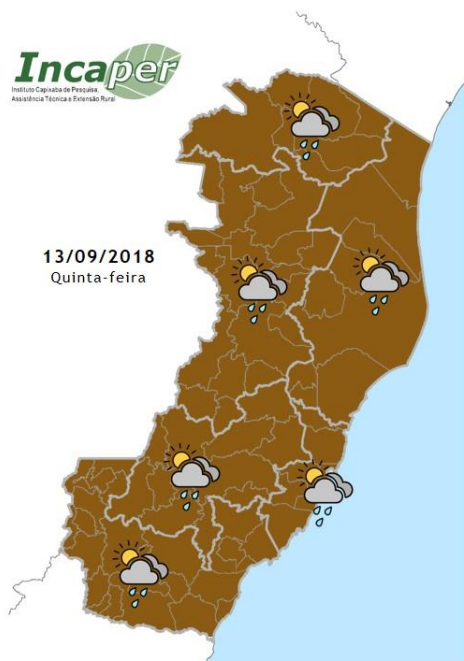 Incaper
Instituto Capixaba de Pesquisa,
Assistência Técnica e Extensão Rural
13/09/2018
Quinta-feira